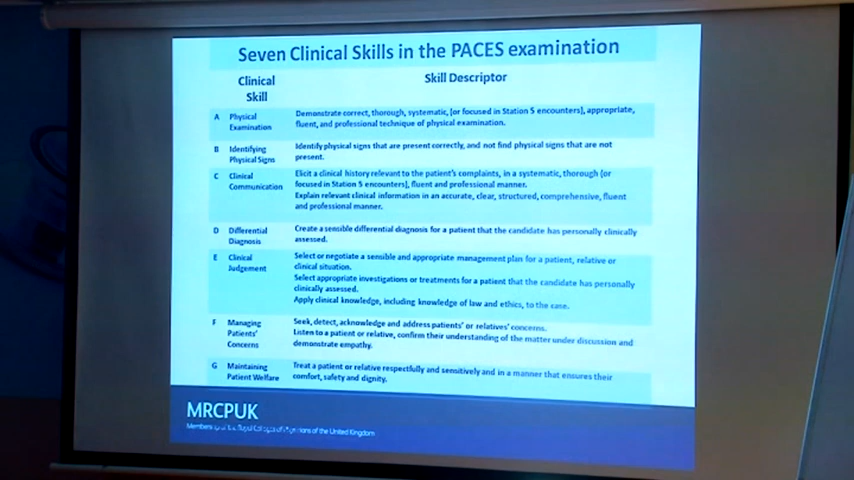 Seven Clinical Skills in the PACES examination
Clinical Skill
Skill Descriptor
A Physical Examination
Demonstrate correct, thorough, systematic, [or focused in Station 5 encounters], appropriate,
fluent, and professional technique of physical examination.
B Identifying Physical Signs
Identify physical signs that are present correctly, and not find physical signs that are not
present.
C Clinical Communication
Elicit a clinical history relevant to the patient's complaints, in a systematic, thorough [or
focused in Station 5 encounters], fluent and professional manner.
Explain relevant clinical information in an accurate, clear, structured, comprehensive, fluent
and professional manner.
D Differential Diagnosis
Create a sensible differential diagnosis for a patient that the candidate has personally clinically
assessed.
E Clinical Judgement
Select or negotiate a sensible and appropriate management plan for a patient, relative or
clinical situation.
Select appropriate investigations or treatments for a patient that the candidate has personally
clinically assessed.
Apply clinical knowledge, including knowledge of law and ethics, to the case.
F Managing Patients' Concerns
Seek, detect, acknowledge and address patients' or relatives' concerns.
Listen to a patient or relative, confirm their understanding of the matter under discussion and
demonstrate empathy.
G Maintaining Patient Welfare
Treat a patient or relative respectfully and sensitively and in a manner that ensures their
comfort, safety and dignity.
MRCPUK
of the Royal Colleges of Physicians of the United Kingdom